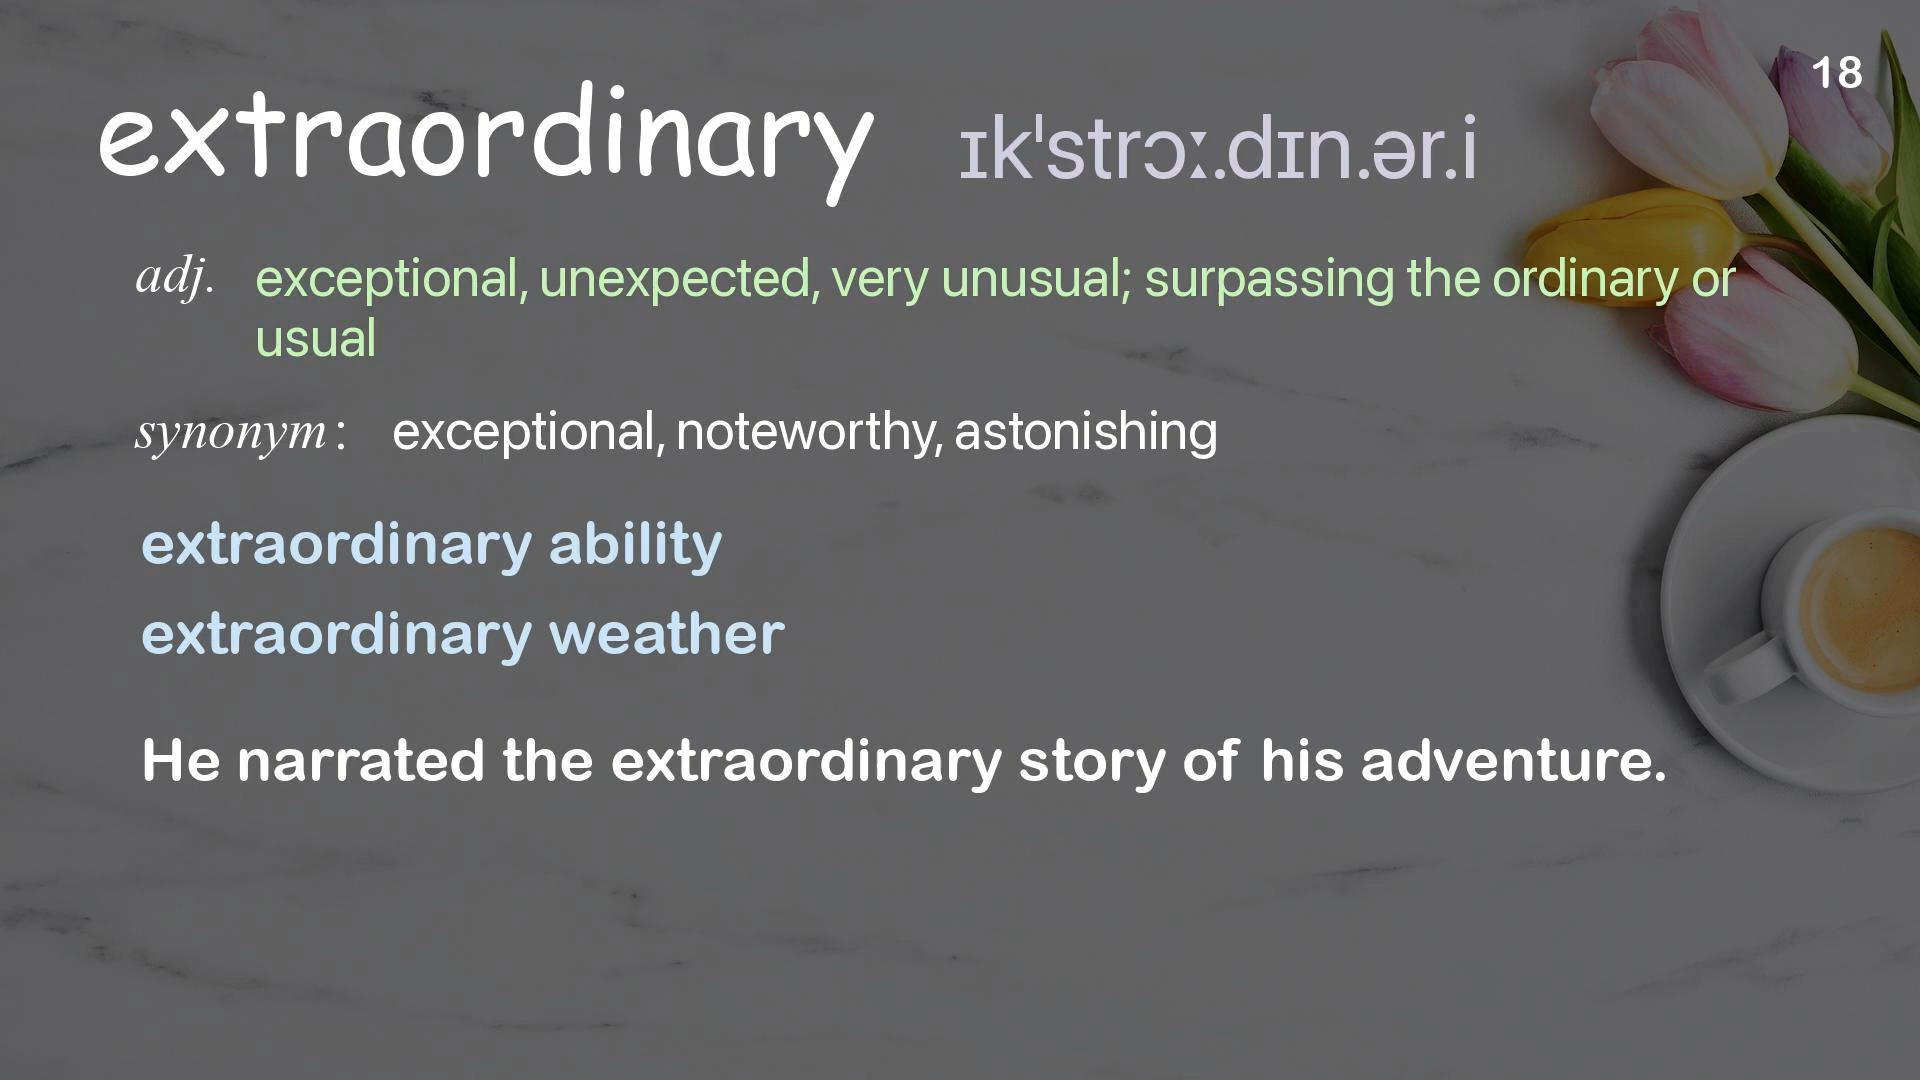 18
extraordinary ɪkˈstrɔː.dɪn.ər.i
adj. exceptional, unexpected, very unusual; surpassing the ordinary or
usual
synonym: exceptional, noteworthy, astonishing
extraordinary ability
extraordinary weather
He narrated the extraordinary story of his adventure.